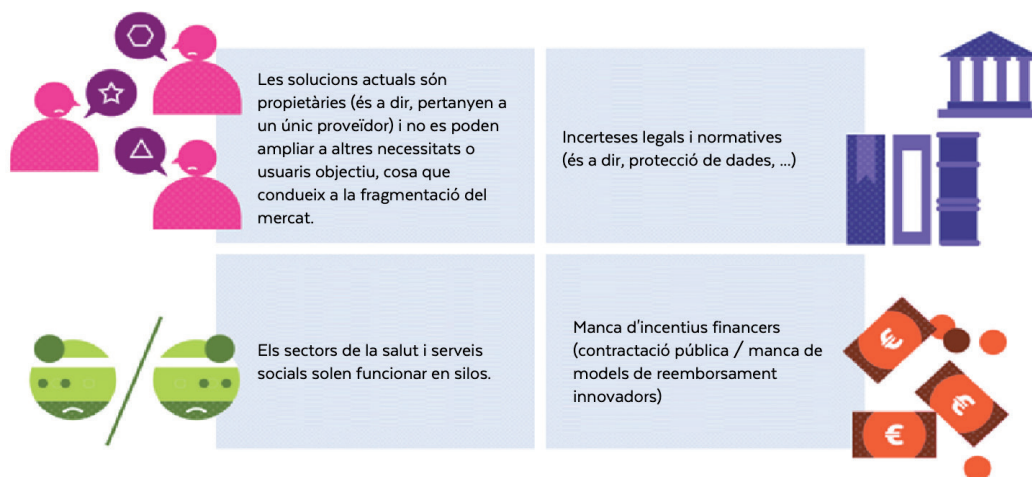 Les solucions actuals són
propietàries (és a dir, pertanyen a
un únic proveïdor) i no es poden
ampliar a altres necessitats o
usuaris objectiu, cosa que
condueix a la fragmentació del
mercat.
Incerteses legals i normatives
(és a dir, protecció de dades, ...)
Els sectors de la salut i serveis
socials solen funcionar en silos.
Manca d'incentius financers
(contractació pública / manca de
models de reemborsament
innovadors)
€
€
€